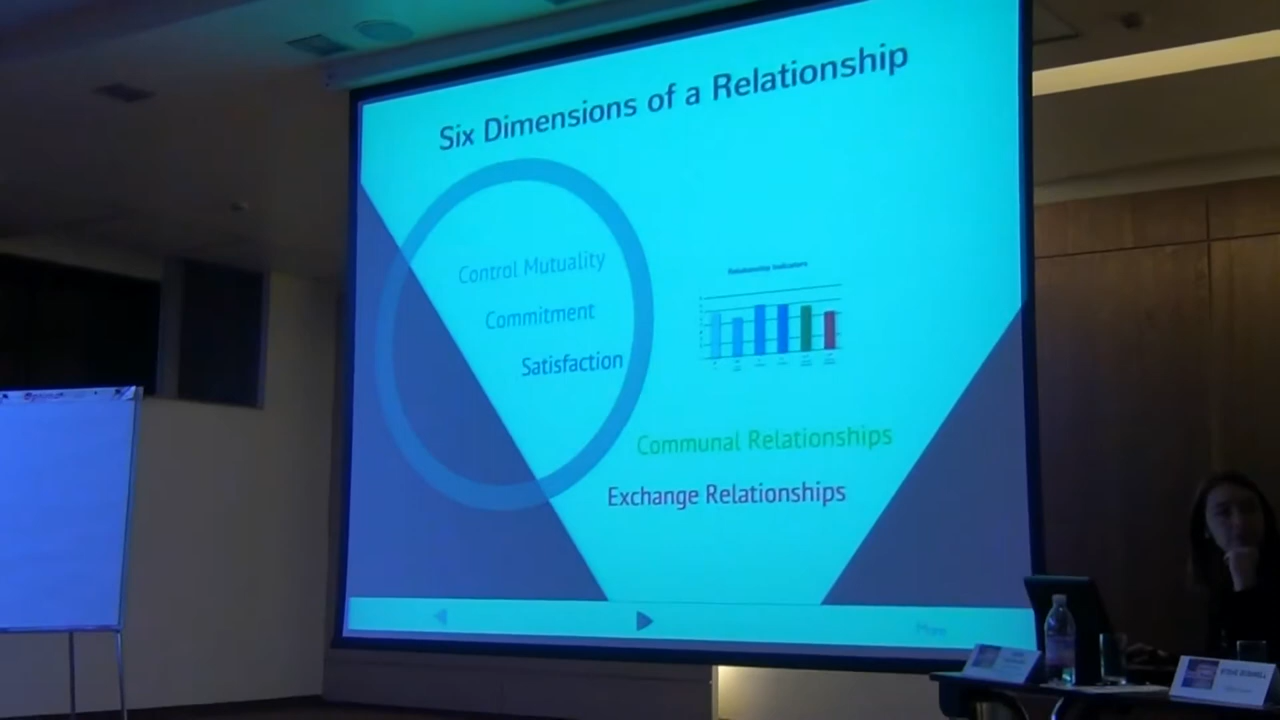 Six Dimensions of a Relationship
Control Mutuality
Commitment
Satisfaction
Relationship Indicators
Communal Relationships
Exchange Relationships